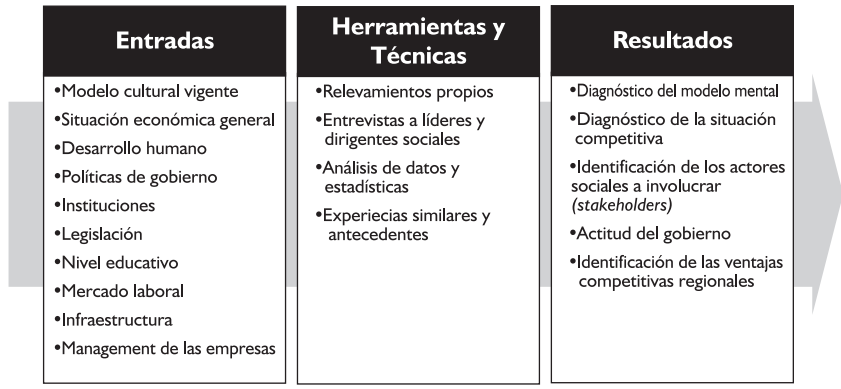 Entradas
•Modelo cultural vigente
•Situación económica general
•Desarrollo humano
•Políticas de gobierno
•Instituciones
•Legislación
•Nivel educativo
•Mercado laboral
•Infraestructura
•Management de las empresas
Herramientas y
Técnicas
•Relevamientos propios
•Entrevistas a líderes y
dirigentes sociales
•Análisis de datos y
estadísticas
•Experiecias similares y
antecedentes
Resultados
•Diagnóstico del modelo mental
•Diagnóstico de la situación
competitiva
•Identificación de los actores
sociales a involucrar
(stakeholders)
•Actitud del gobierno
•Identificación de las ventajas
competitivas regionales